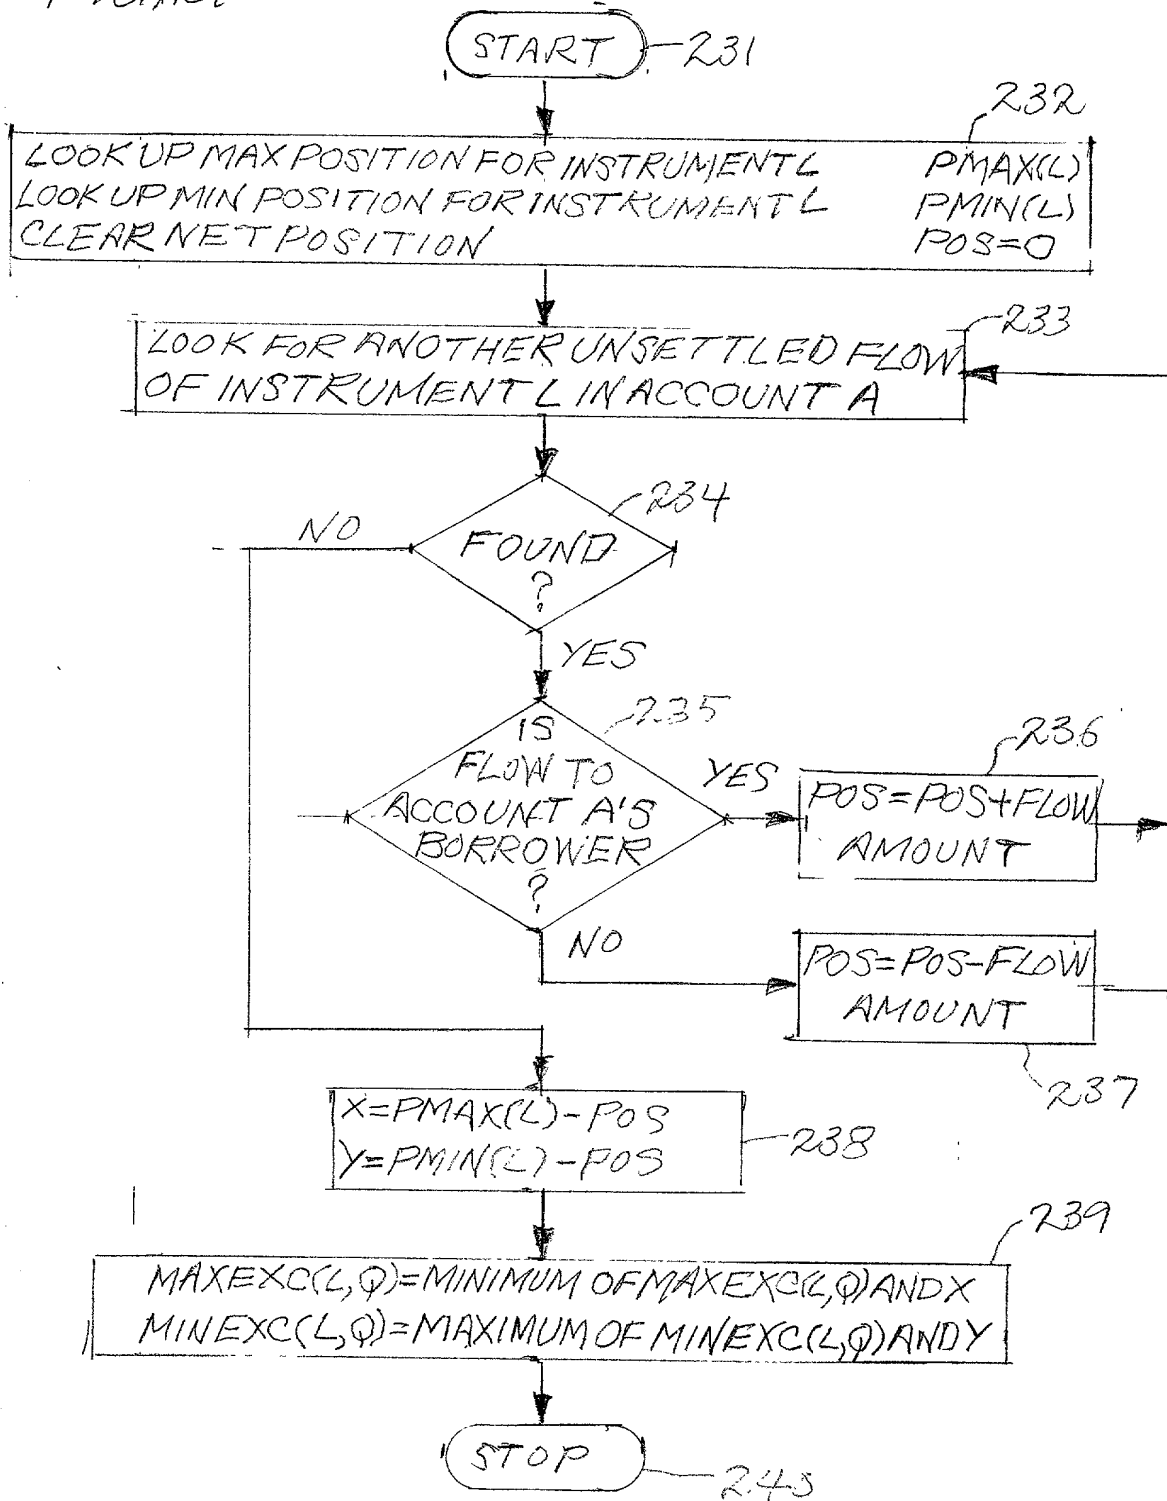 START 231
232
LOOK UP MAX POSITION FOR INSTRUMENT L PMAX(L)
LOOK UP MIN POSITION FOR INSTRUMENT L PMIN(L)
CLEAR NET POSITION POS=0
233
LOOK FOR ANOTHER UNSETTLED FLOW
OF INSTRUMENT L IN ACCOUNT A
234
NO
FOUND
?
YES
235
IS
FLOW TO
ACCOUNT A'S
BORROWER
?
YES
236
POS=POS+FLOW
AMOUNT
NO
POS=POS-FLOW
AMOUNT
237
X=PMAX(L)-POS
Y=PMIN(L)-POS
238
239
MAXEXC(L,Q)=MINIMUM OF MAXEXC(L,Q) AND X
MINEXC(L,Q)=MAXIMUM OF MINEXC(L,Q) AND Y
STOP